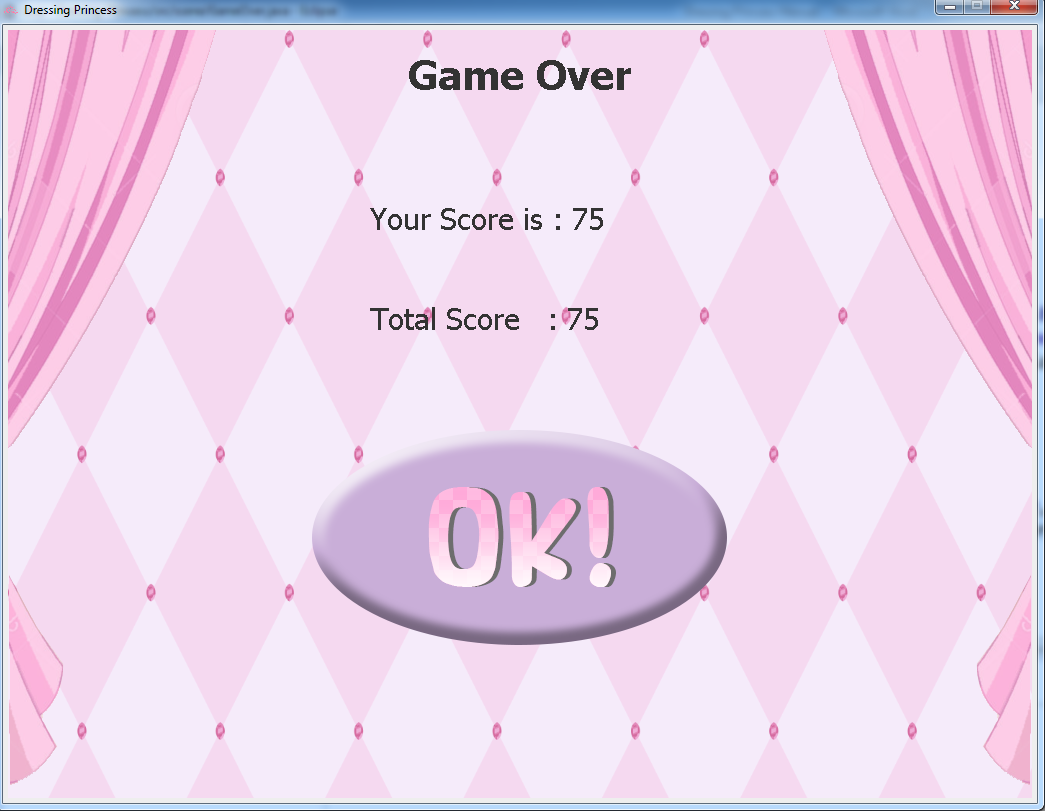 Dressing Princess
Game Over
Your Score is : 75
Total Score : 75
OK!